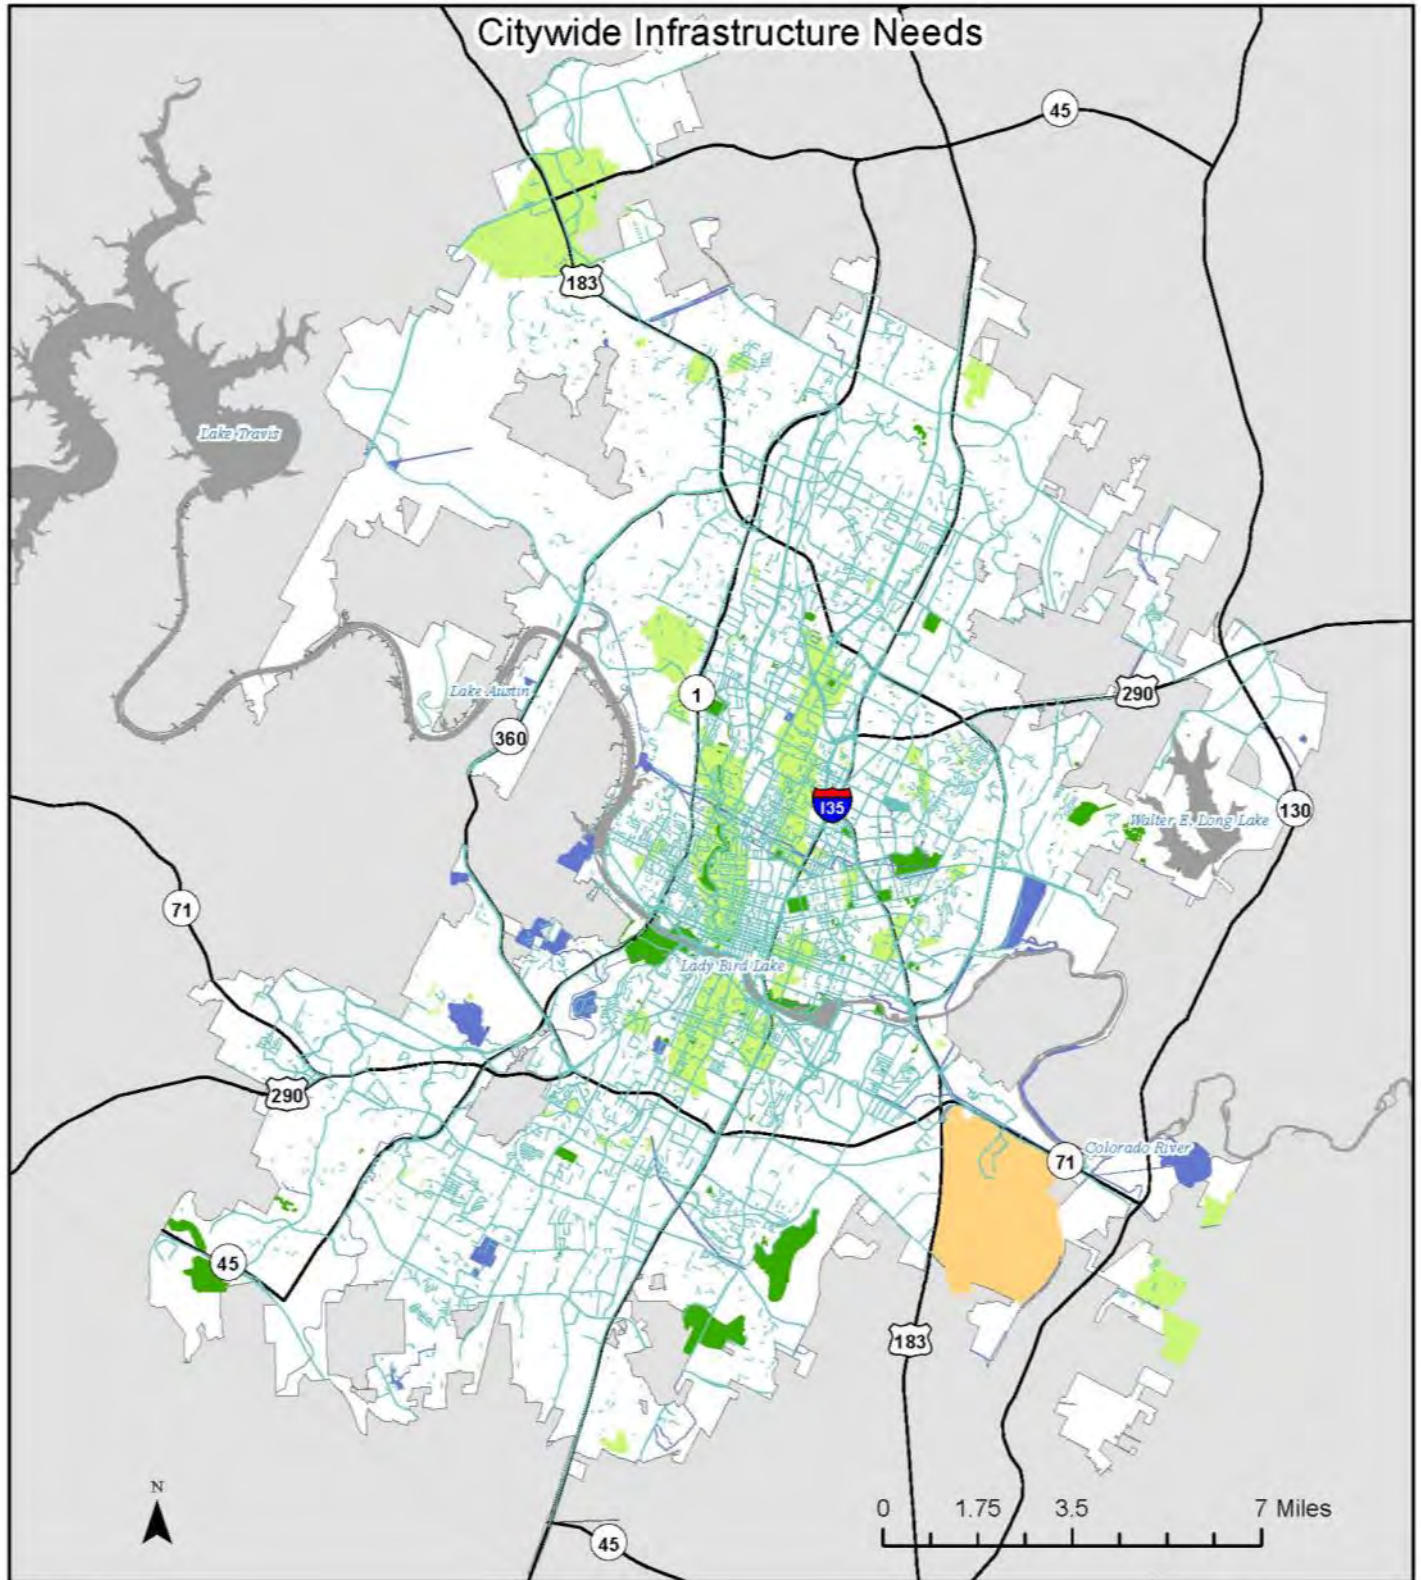 Citywide Infrastructure Needs
45
183
Lake Travis
1
290
Lake Austin
360
I35
130
Walter E. Long Lake
71
Lady Bird Lake
290
71
Colorado River
45
183
N
0 1.75 3.5 7 Miles
45